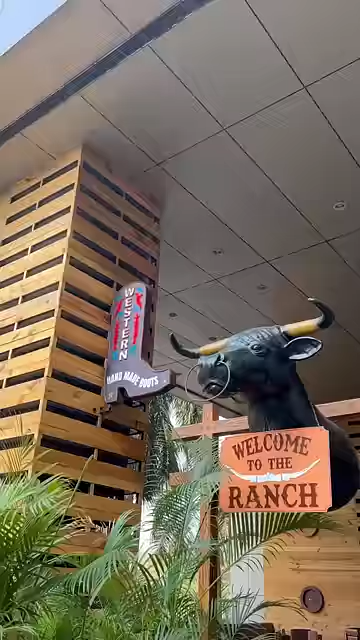 WESTERN
HAND MADE BOOTS
WELCOME
TO THE
RANCH